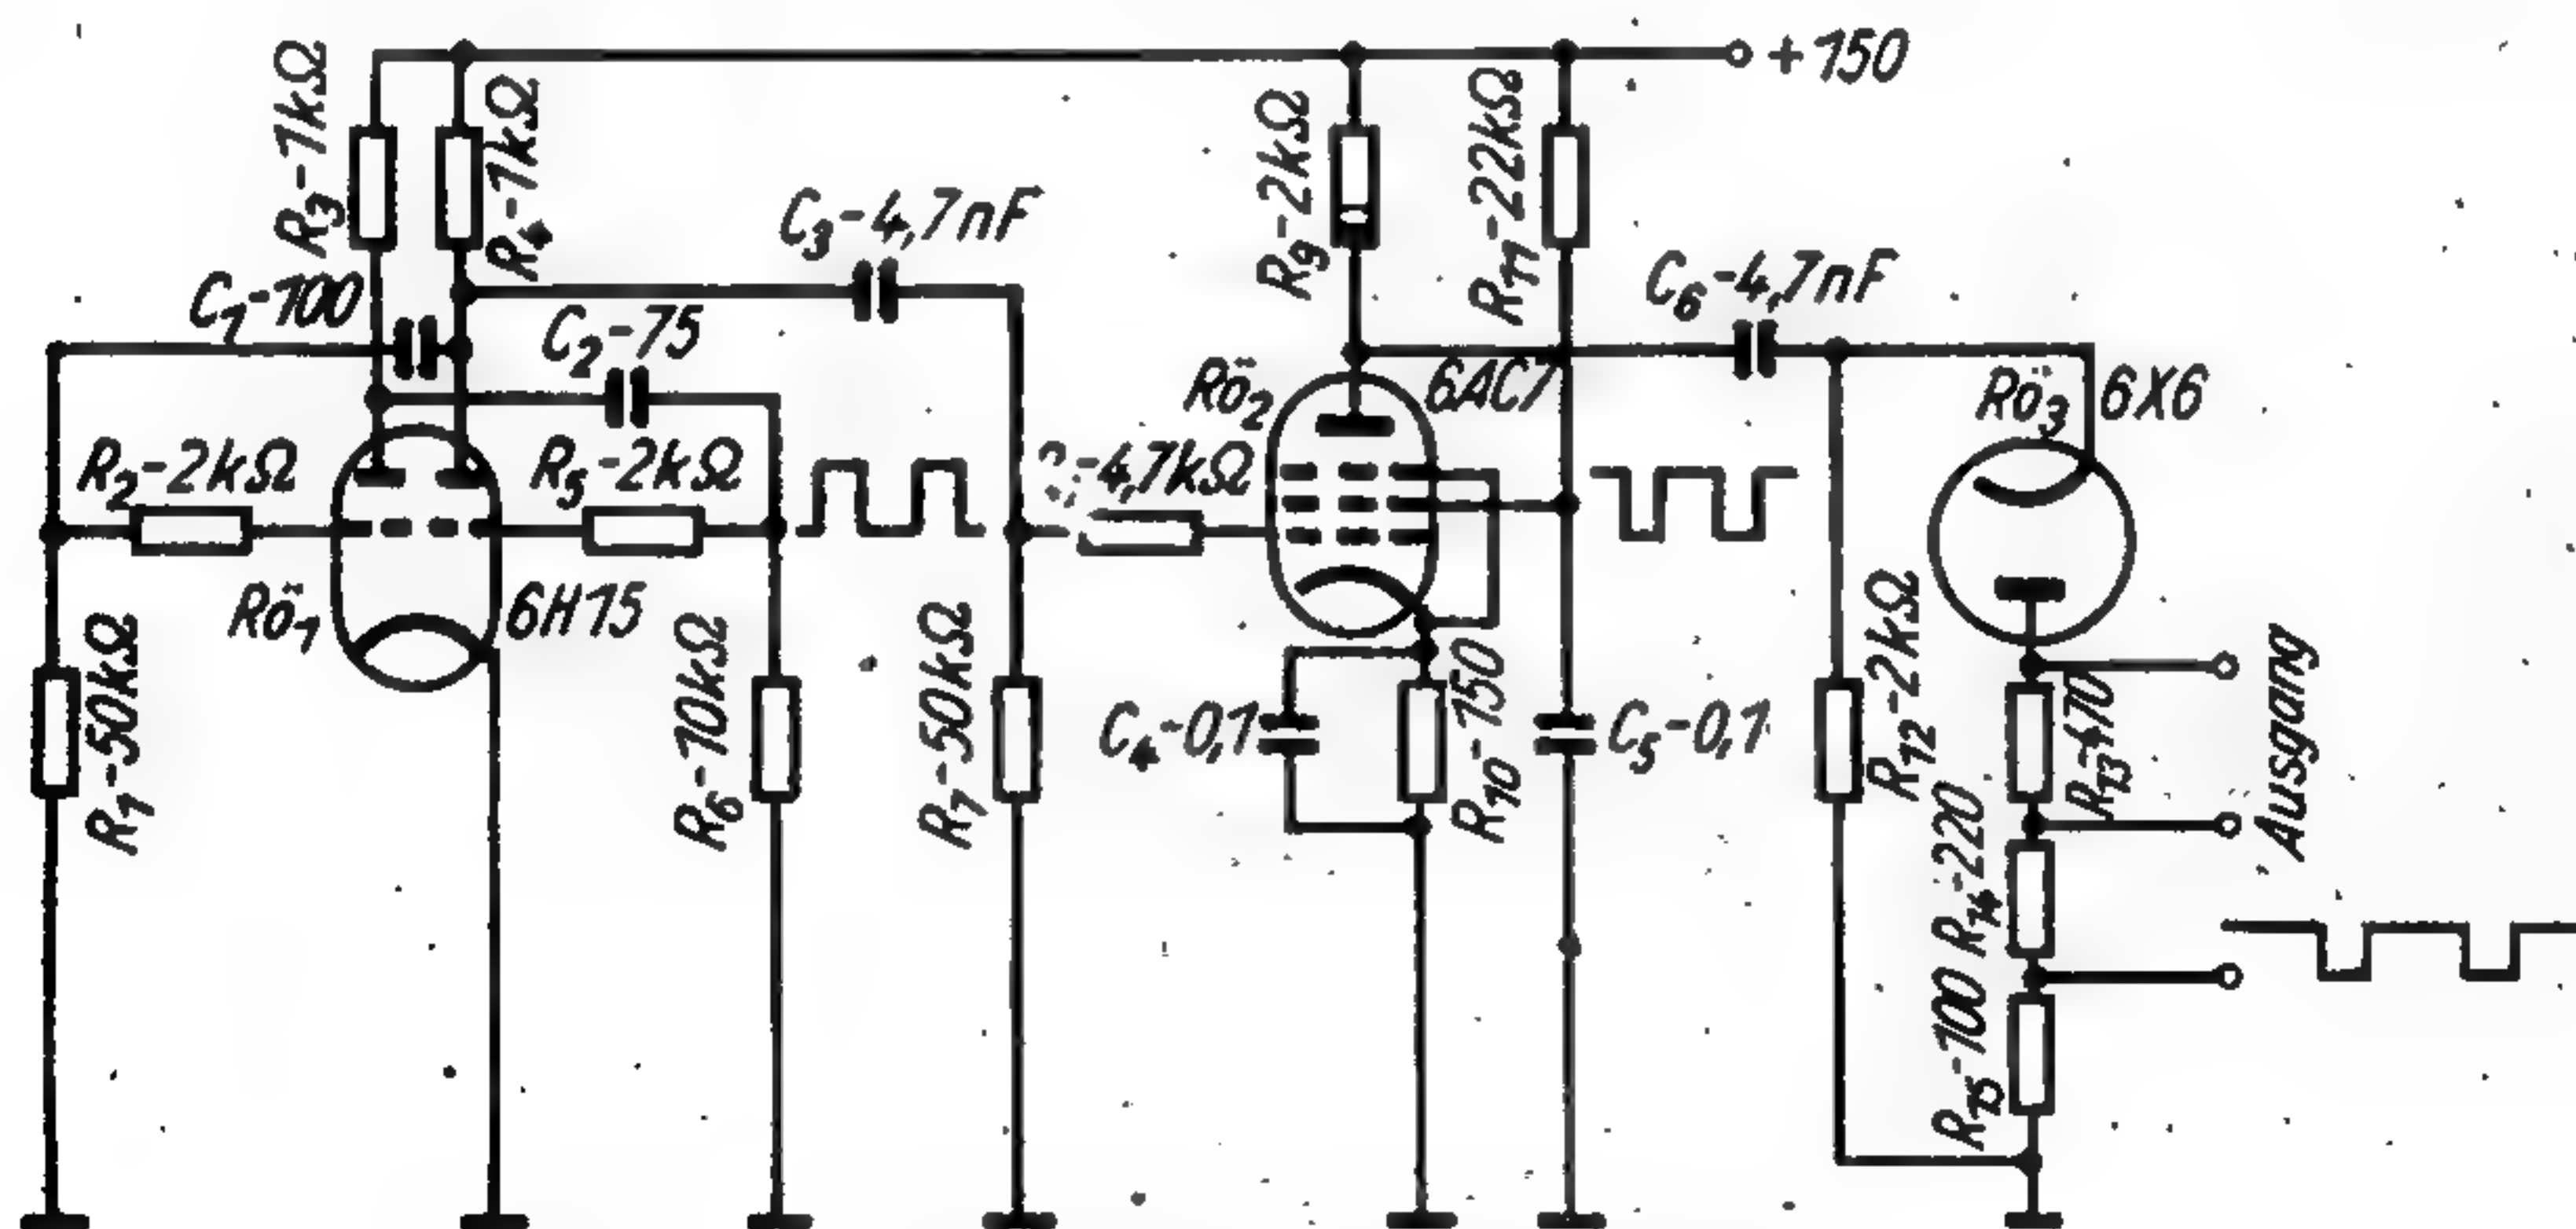 +150
R3-1kΩ
R4-1kΩ
C3-4,7nF
R9-2kΩ
R11-22kΩ
C6-4,7nF
C1-100
C2-75
Rö2
6AC7
Rö3
6X6
R2-2kΩ
R5-2kΩ
-4,7kΩ
Rö1
6H15
R1-50kΩ
R6-10kΩ
R7-50kΩ
C4-0,1
R10-150
C5-0,1
R12-2kΩ
R13-470
R14-220
R15-100
Ausgang